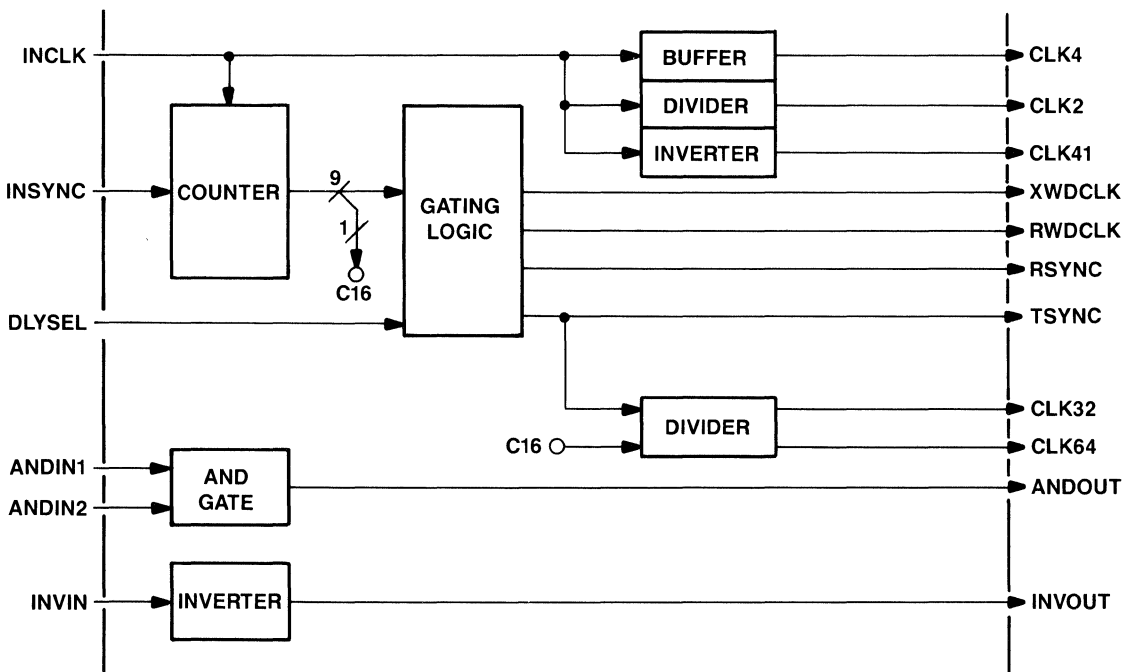 INCLK
BUFFER
CLK4
DIVIDER
CLK2
INVERTER
CLK41
INSYNC
COUNTER
9
1
C16
GATING
LOGIC
XWDCLK
RWDCLK
RSYNC
DLYSEL
TSYNC
C16
DIVIDER
CLK32
CLK64
ANDIN1
ANDIN2
AND
GATE
ANDOUT
INVIN
INVERTER
INVOUT